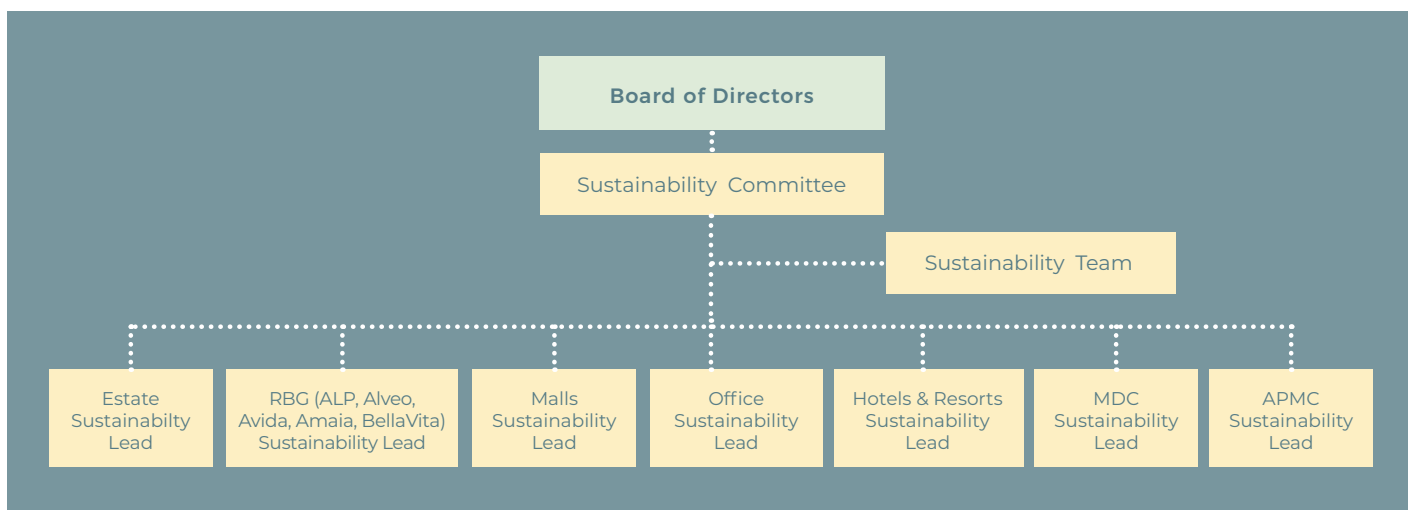 Board of Directors
Sustainability Committee
Sustainability Team
Estate
Sustainabilty
Lead
RBG (ALP, Alveo,
Avida, Amaia, BellaVita)
Sustainability Lead
Malls
Sustainability
Lead
Office
Sustainability
Lead
Hotels & Resorts
Sustainability
Lead
MDC
Sustainability
Lead
APMC
Sustainability
Lead